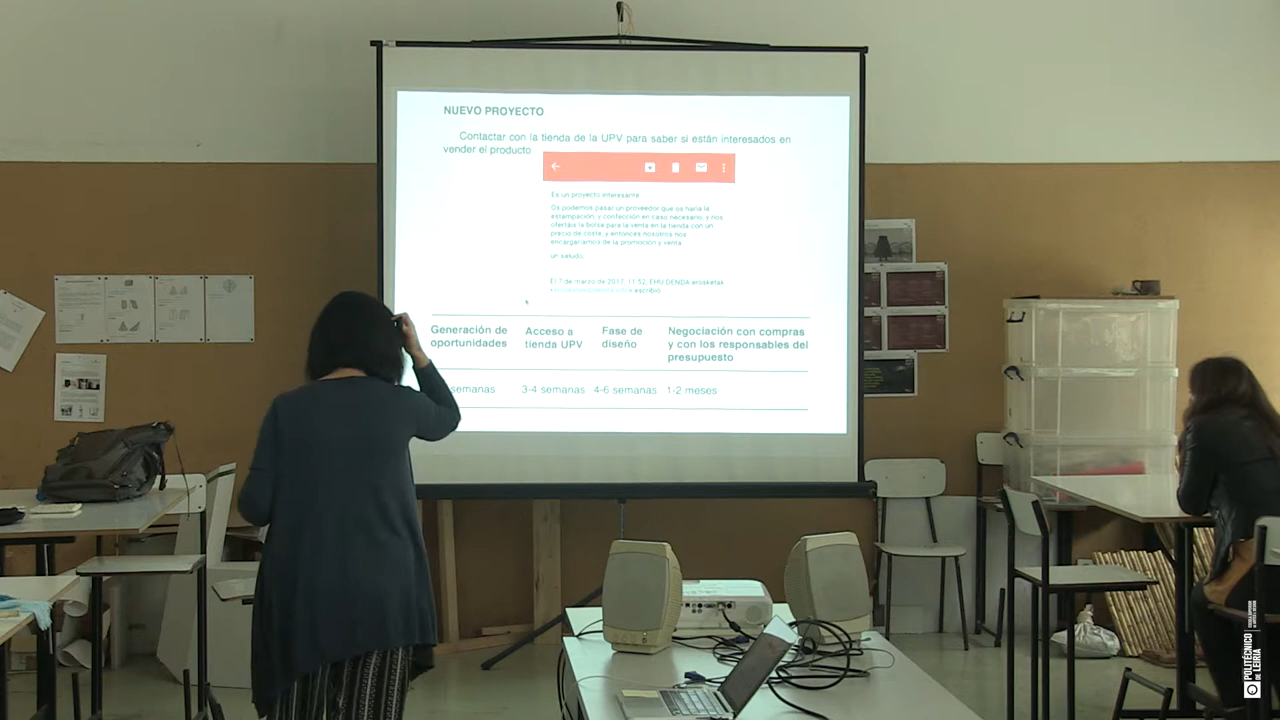 NUEVO PROYECTO
Contactar con la tienda de la UPV para saber si están interesados en
vender el producto
Es un proyecto interesante
Os podemos pasar un proveedor que os haría la
estampación, y confección en caso necesario, y nos
ofertáis la bolsa para la venta en la tienda con un
precio de coste, y entonces nosotros nos
encargaríamos de la promoción y venta.
un saludo,
El 7 de marzo de 2017, 11:52, EHU DENDA erosketak
escribió:
Generación de
oportunidades
Acceso a
tienda UPV
Fase de
diseño
Negociación con compras
y con los responsables del
presupuesto
semanas
3-4 semanas
4-6 semanas
1-2 meses
POLITÉCNICO
DE LEIRIA